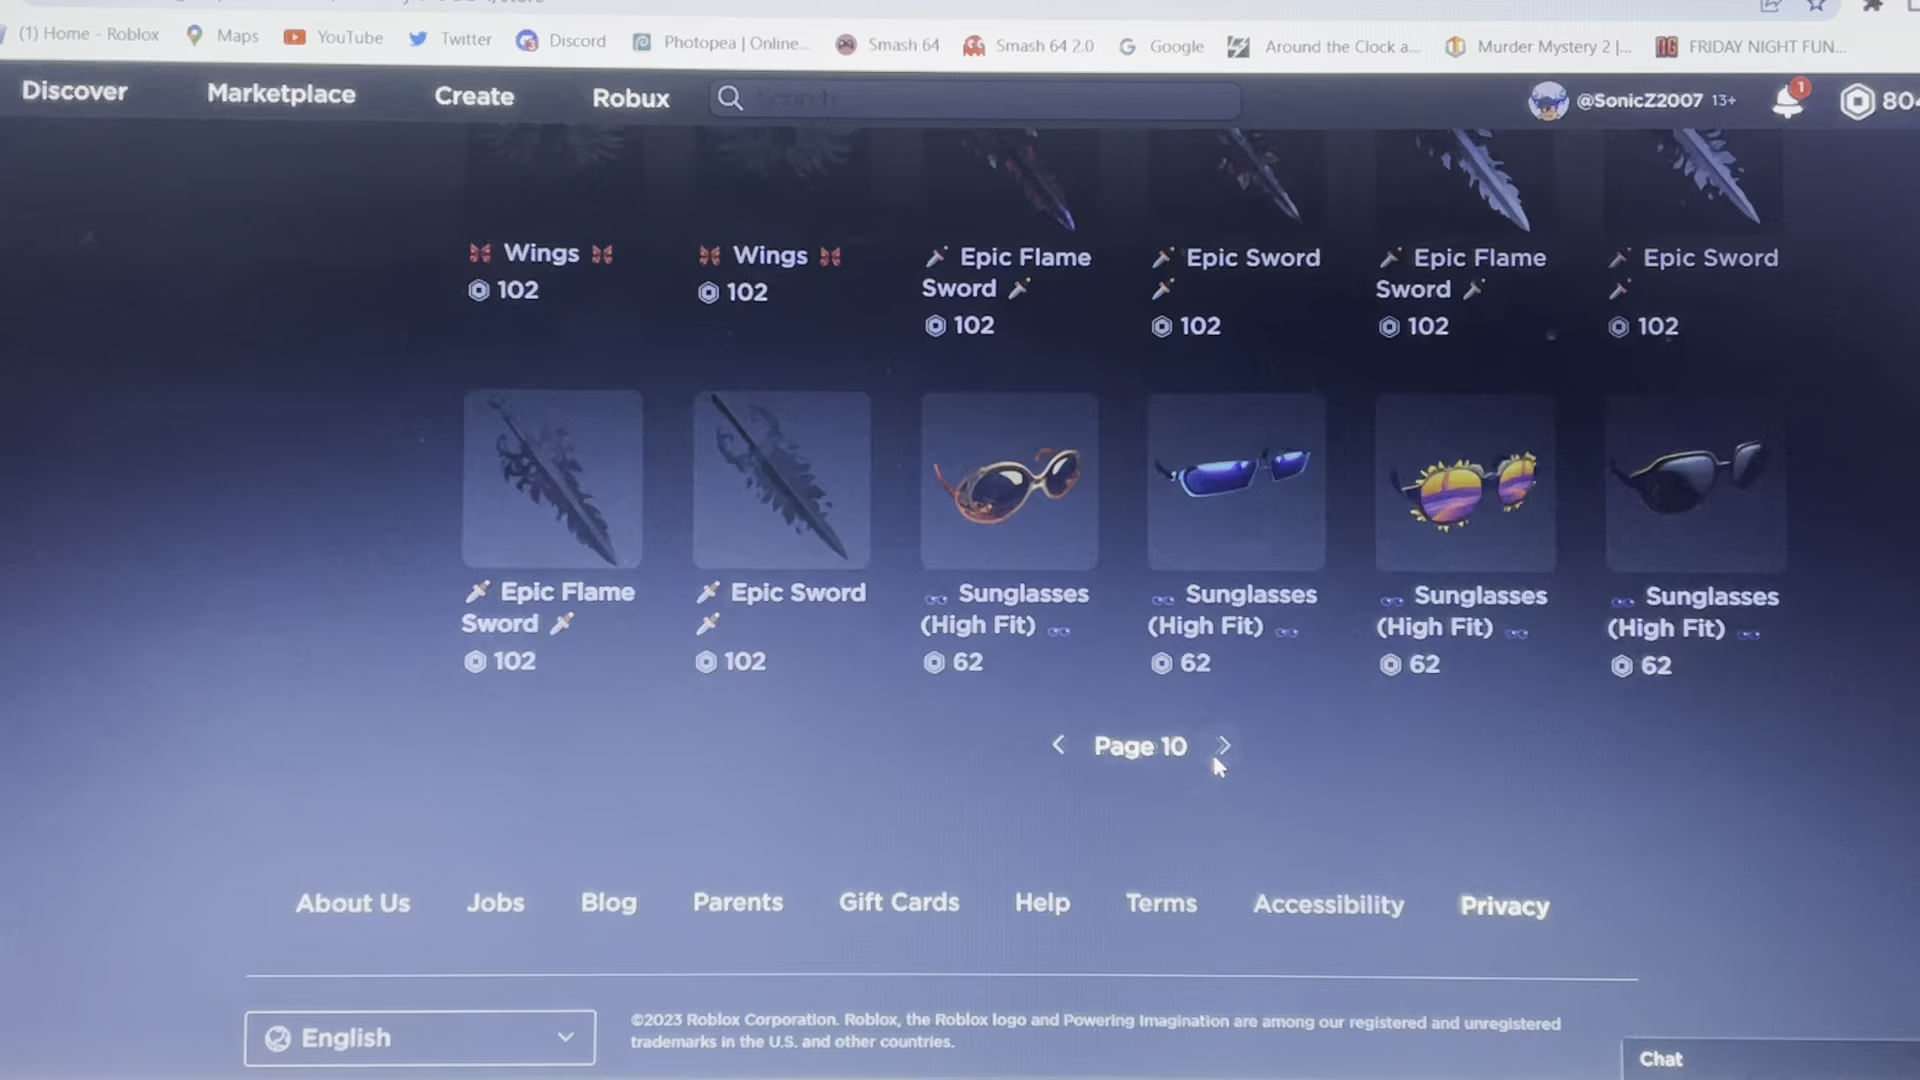 (1) Home - Roblox Maps YouTube Twitter Discord Photopea | Online... Smash 64 Smash 64 2.0 Google Around the Clock a... Murder Mystery 2 |... FRIDAY NIGHT FUN...
Discover Marketplace Create Robux Search @SonicZ2007 13+ 1
Wings Wings Epic Flame Sword Epic Sword Epic Flame Sword Epic Sword
102 102 102 102 102 102
Epic Flame Sword Epic Sword Sunglasses (High Fit) Sunglasses (High Fit) Sunglasses (High Fit) Sunglasses (High Fit)
102 102 62 62 62 62
Page 10
About Us Jobs Blog Parents Gift Cards Help Terms Accessibility Privacy
English
©2023 Roblox Corporation. Roblox, the Roblox logo and Powering Imagination are among our registered and unregistered
trademarks in the U.S. and other countries.
Chat